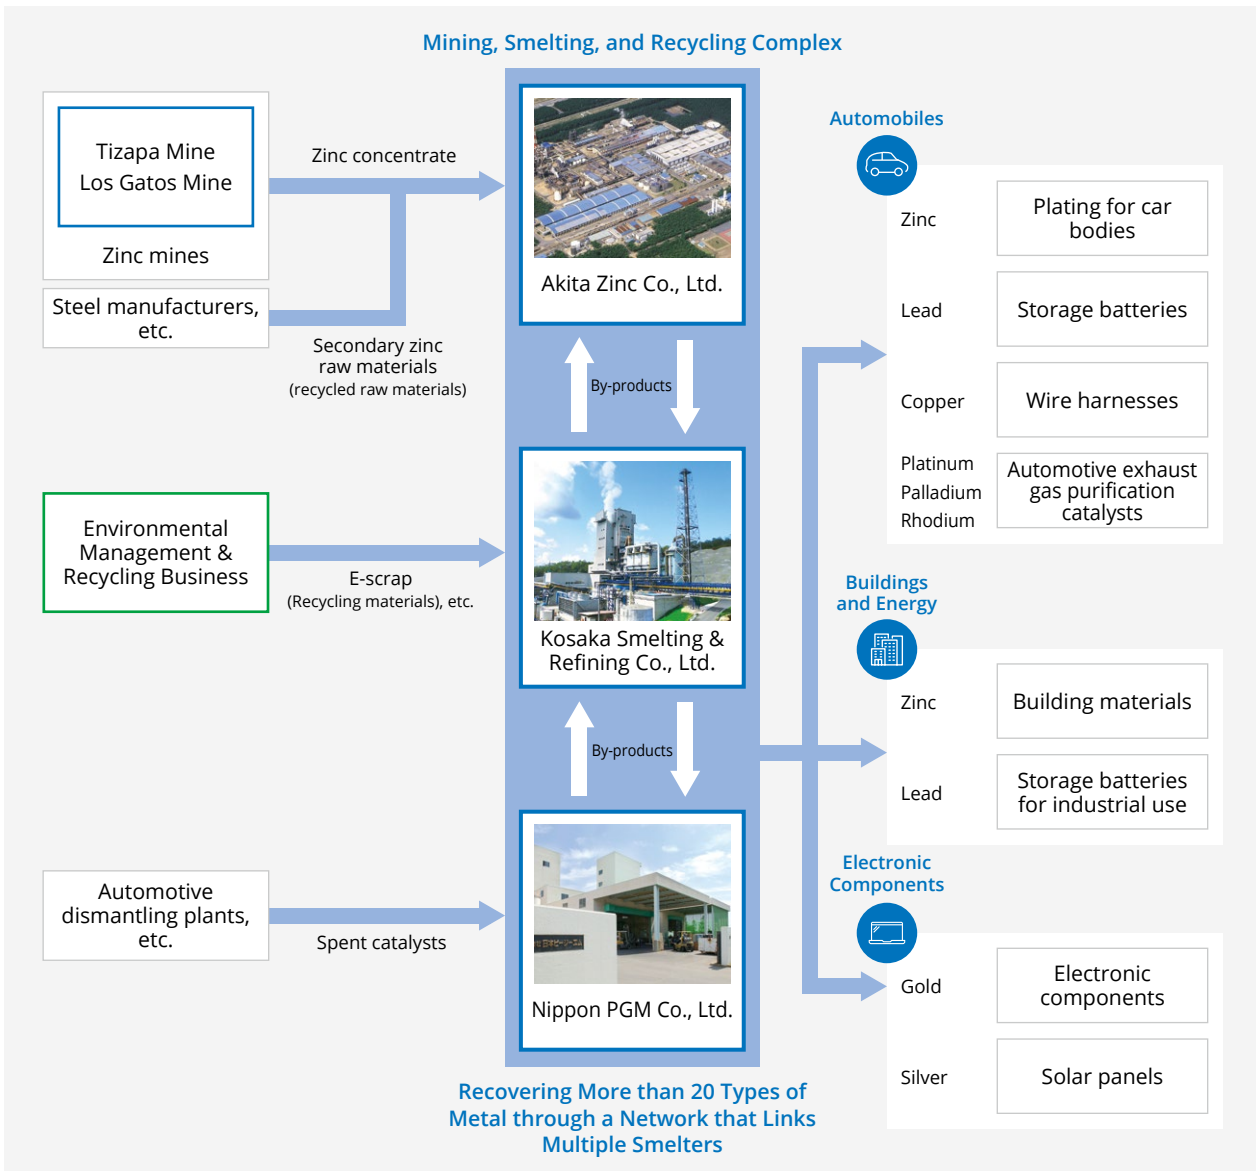 Mining, Smelting, and Recycling Complex
Tizapa Mine
Los Gatos Mine
Zinc mines
Steel manufacturers,
etc.
Zinc concentrate
Secondary zinc
raw materials
(recycled raw materials)
Akita Zinc Co., Ltd.
By-products
Environmental
Management &
Recycling Business
E-scrap
(Recycling materials), etc.
Kosaka Smelting &
Refining Co., Ltd.
By-products
Automotive
dismantling plants,
etc.
Spent catalysts
Nippon PGM Co., Ltd.
Recovering More than 20 Types of
Metal through a Network that Links
Multiple Smelters
Automobiles
Zinc
Plating for car
bodies
Lead
Storage batteries
Copper
Wire harnesses
Platinum
Palladium
Rhodium
Automotive exhaust
gas purification
catalysts
Buildings
and Energy
Zinc
Building materials
Lead
Storage batteries
for industrial use
Electronic
Components
Gold
Electronic
components
Silver
Solar panels